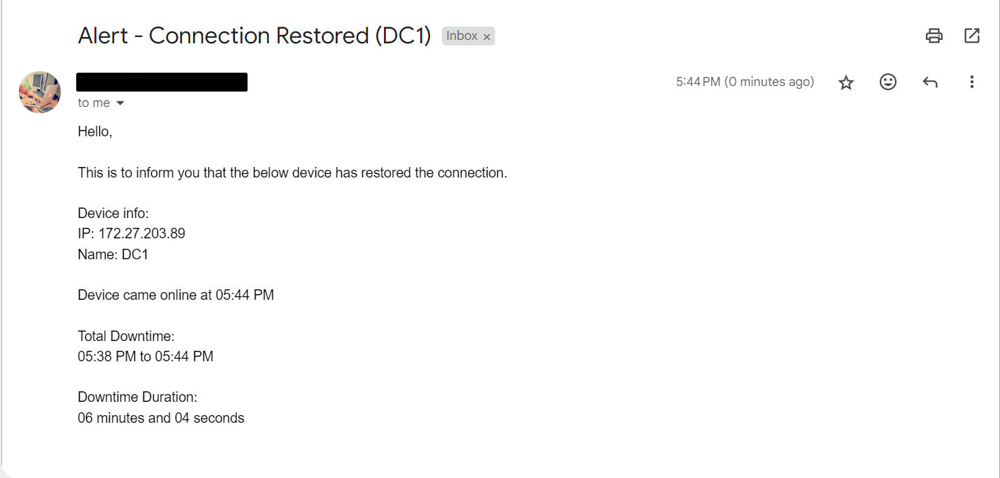 Alert - Connection Restored (DC1) Inbox ×
5:44 PM (0 minutes ago)
to me
Hello,
This is to inform you that the below device has restored the connection.
Device info:
IP: 172.27.203.89
Name: DC1
Device came online at 05:44 PM
Total Downtime:
05:38 PM to 05:44 PM
Downtime Duration:
06 minutes and 04 seconds